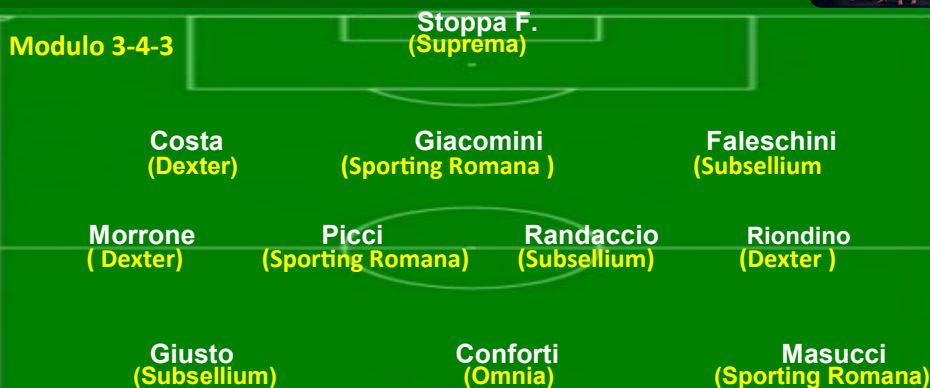 Stoppa F.
Modulo 3-4-3 (Suprema)
Costa Giacomini Faleschini
(Dexter) (Sporting Romana ) (Subsellium
Morrone Picci Randaccio Riondino
( Dexter) (Sporting Romana) (Subsellium) (Dexter )
Giusto Conforti Masucci
(Subsellium) (Omnia) (Sporting Romana)